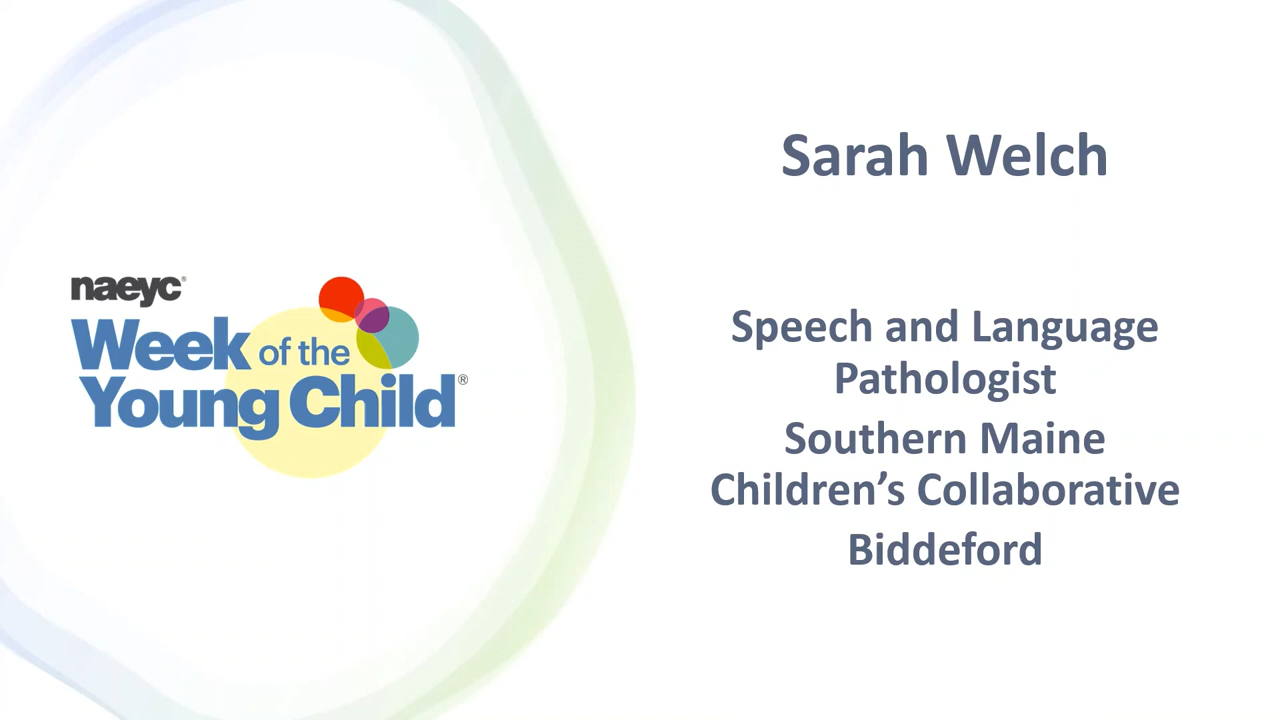 naeyc®
Week of the
Young Child®
Sarah Welch
Speech and Language
Pathologist
Southern Maine
Children’s Collaborative
Biddeford